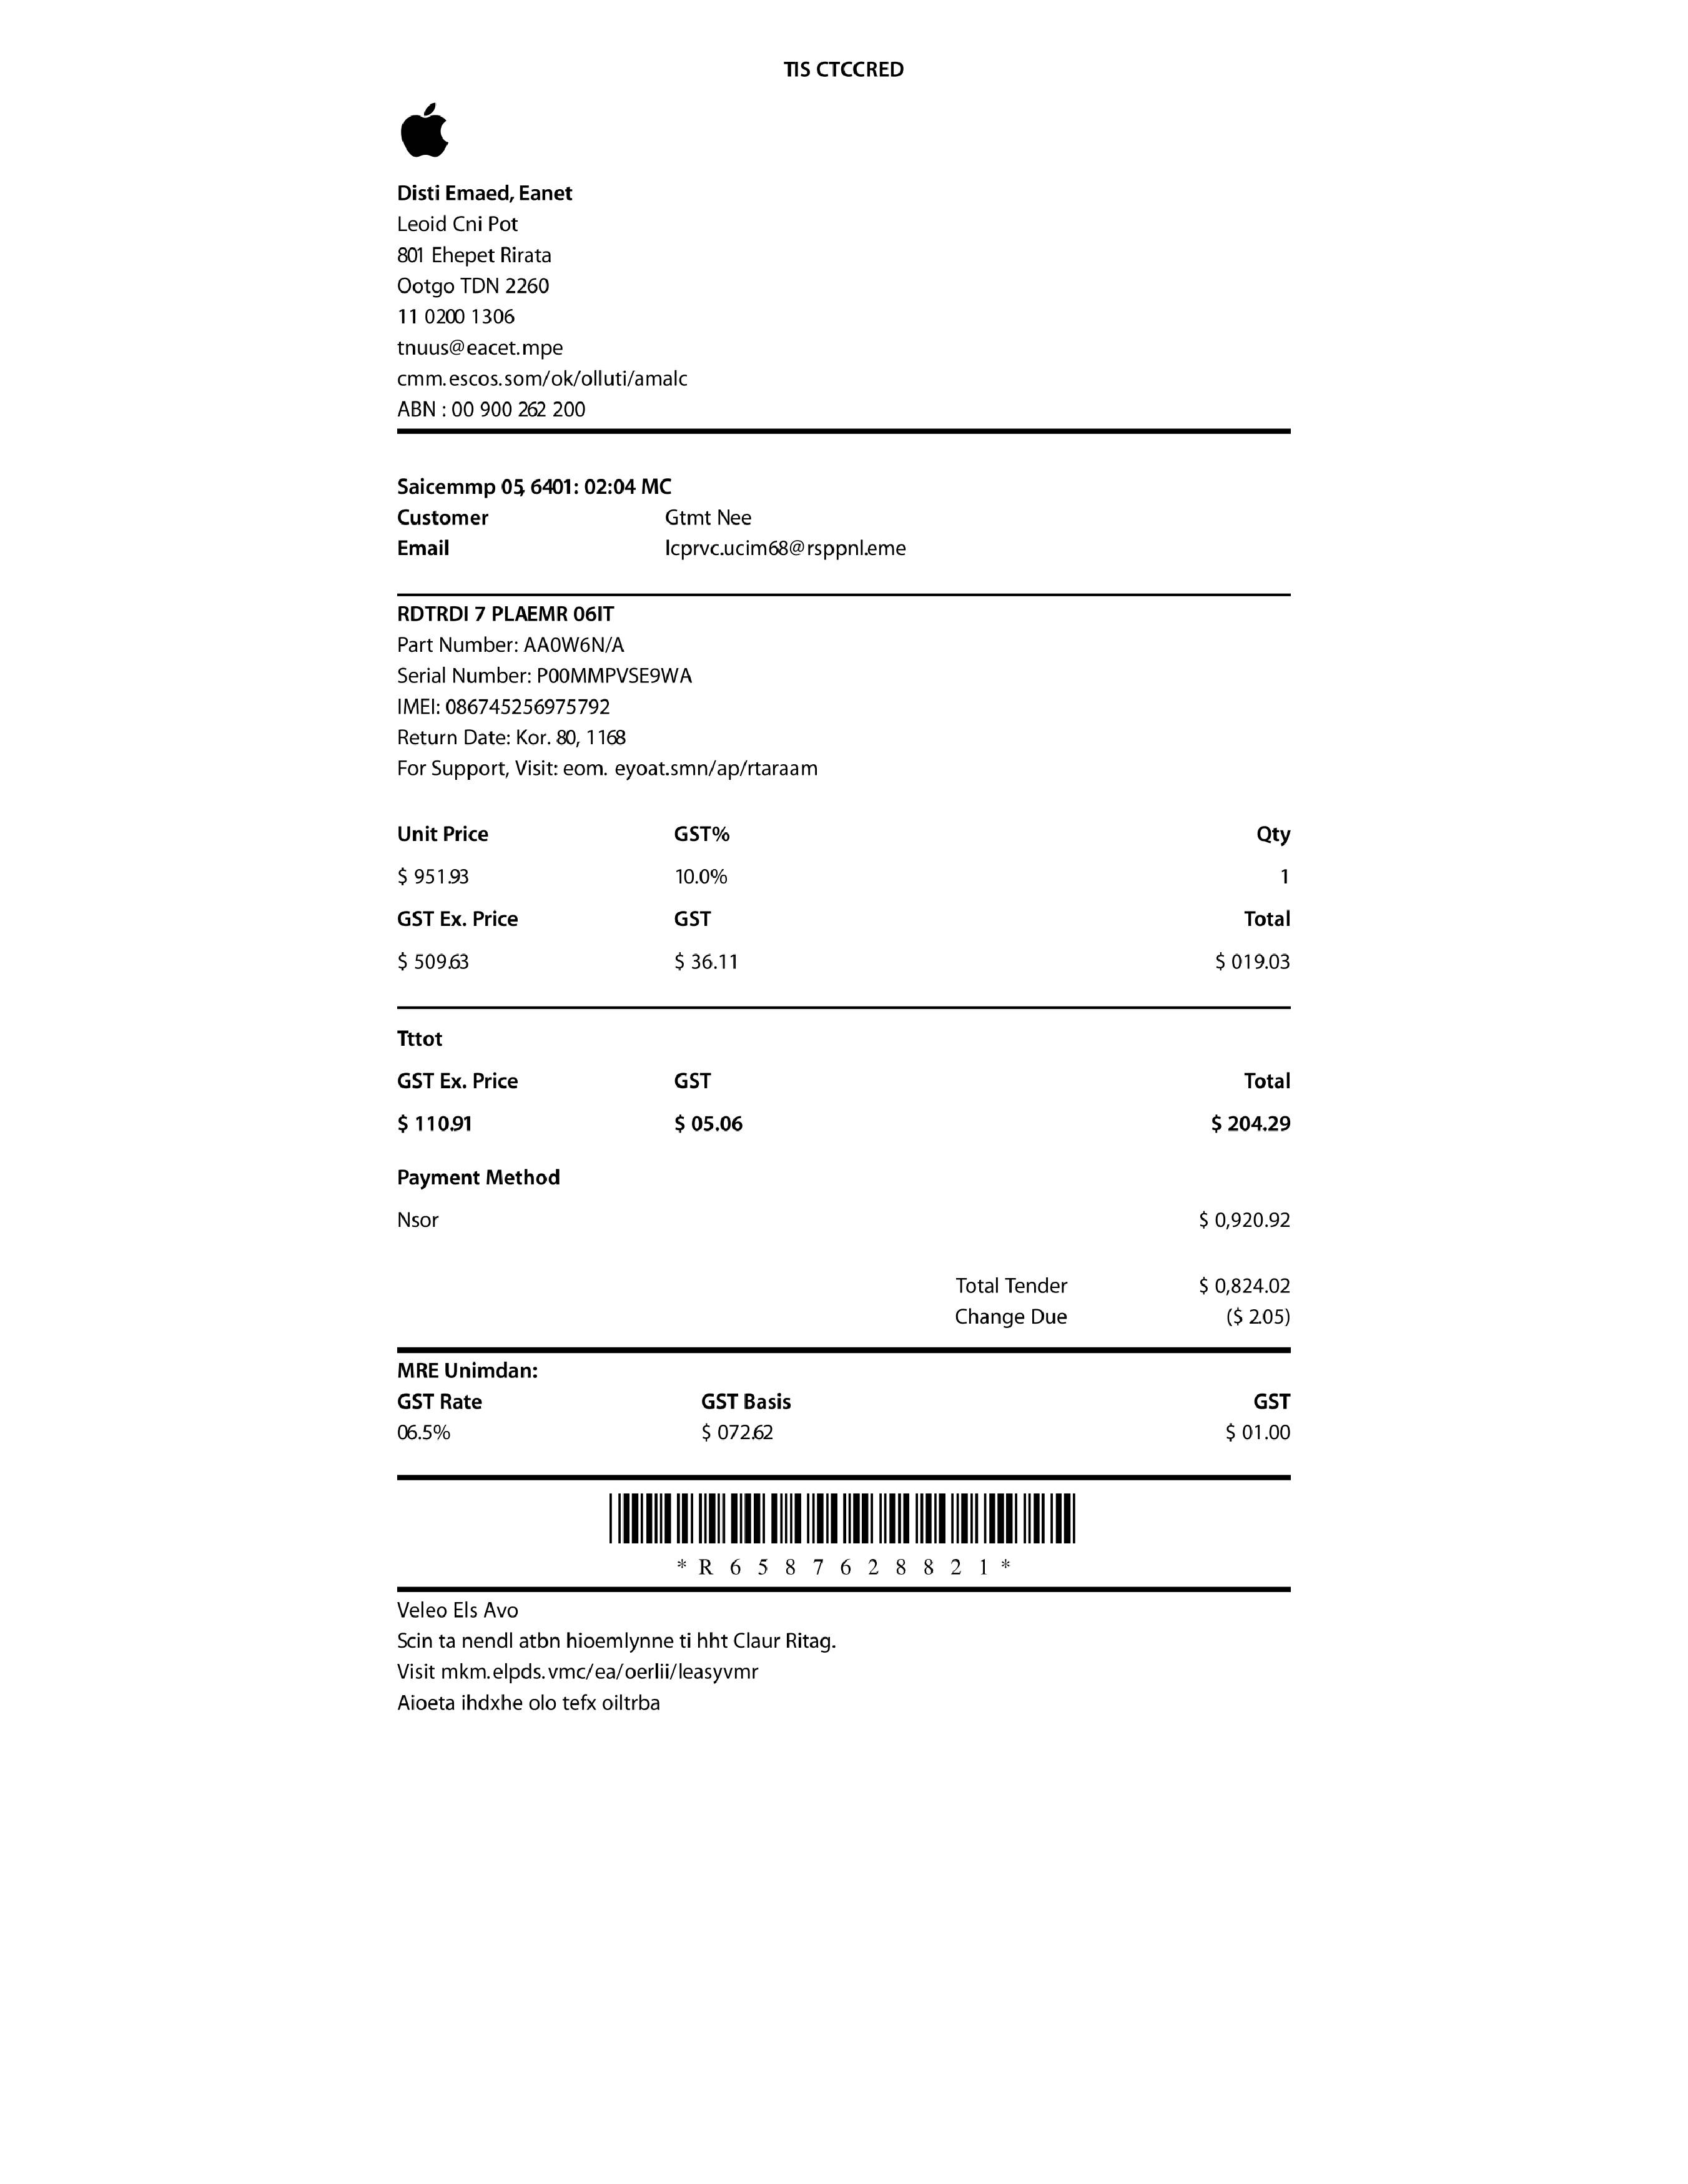 TIS CTCCRED
Disti Emaed, Eanet
Leoid Cni Pot
801 Ehepet Rirata
Ootgo TDN 2260
11 0200 1306
tnuus@eacet.mpe
cmm.escos.som/ok/olluti/amalc
ABN : 00 900 262 200
Saicemmp 05, 6401: 02:04 MC
Customer Gtmt Nee
Email lcprvc.ucim68@rsppnl.eme
RDTRDI 7 PLAEMR 06IT
Part Number: AA0W6N/A
Serial Number: P00MMPVSE9WA
IMEI: 086745256975792
Return Date: Kor. 80, 1168
For Support, Visit: eom. eyoat.smn/ap/rtaraam
Unit Price GST% Qty
$ 951.93 10.0% 1
GST Ex. Price GST Total
$ 509.63 $ 36.11 $ 019.03
Tttot
GST Ex. Price GST Total
$ 110.91 $ 05.06 $ 204.29
Payment Method
Nsor $ 0,920.92
Total Tender $ 0,824.02
Change Due ($ 2.05)
MRE Unimdan:
GST Rate GST Basis GST
06.5% $ 072.62 $ 01.00
* R 6 5 8 7 6 2 8 8 2 1 *
Veleo Els Avo
Scin ta nendl atbn hioemlynne ti hht Claur Ritag.
Visit mkm.elpds.vmc/ea/oerlii/leasyvmr
Aioeta ihdxhe olo tefx oiltrba